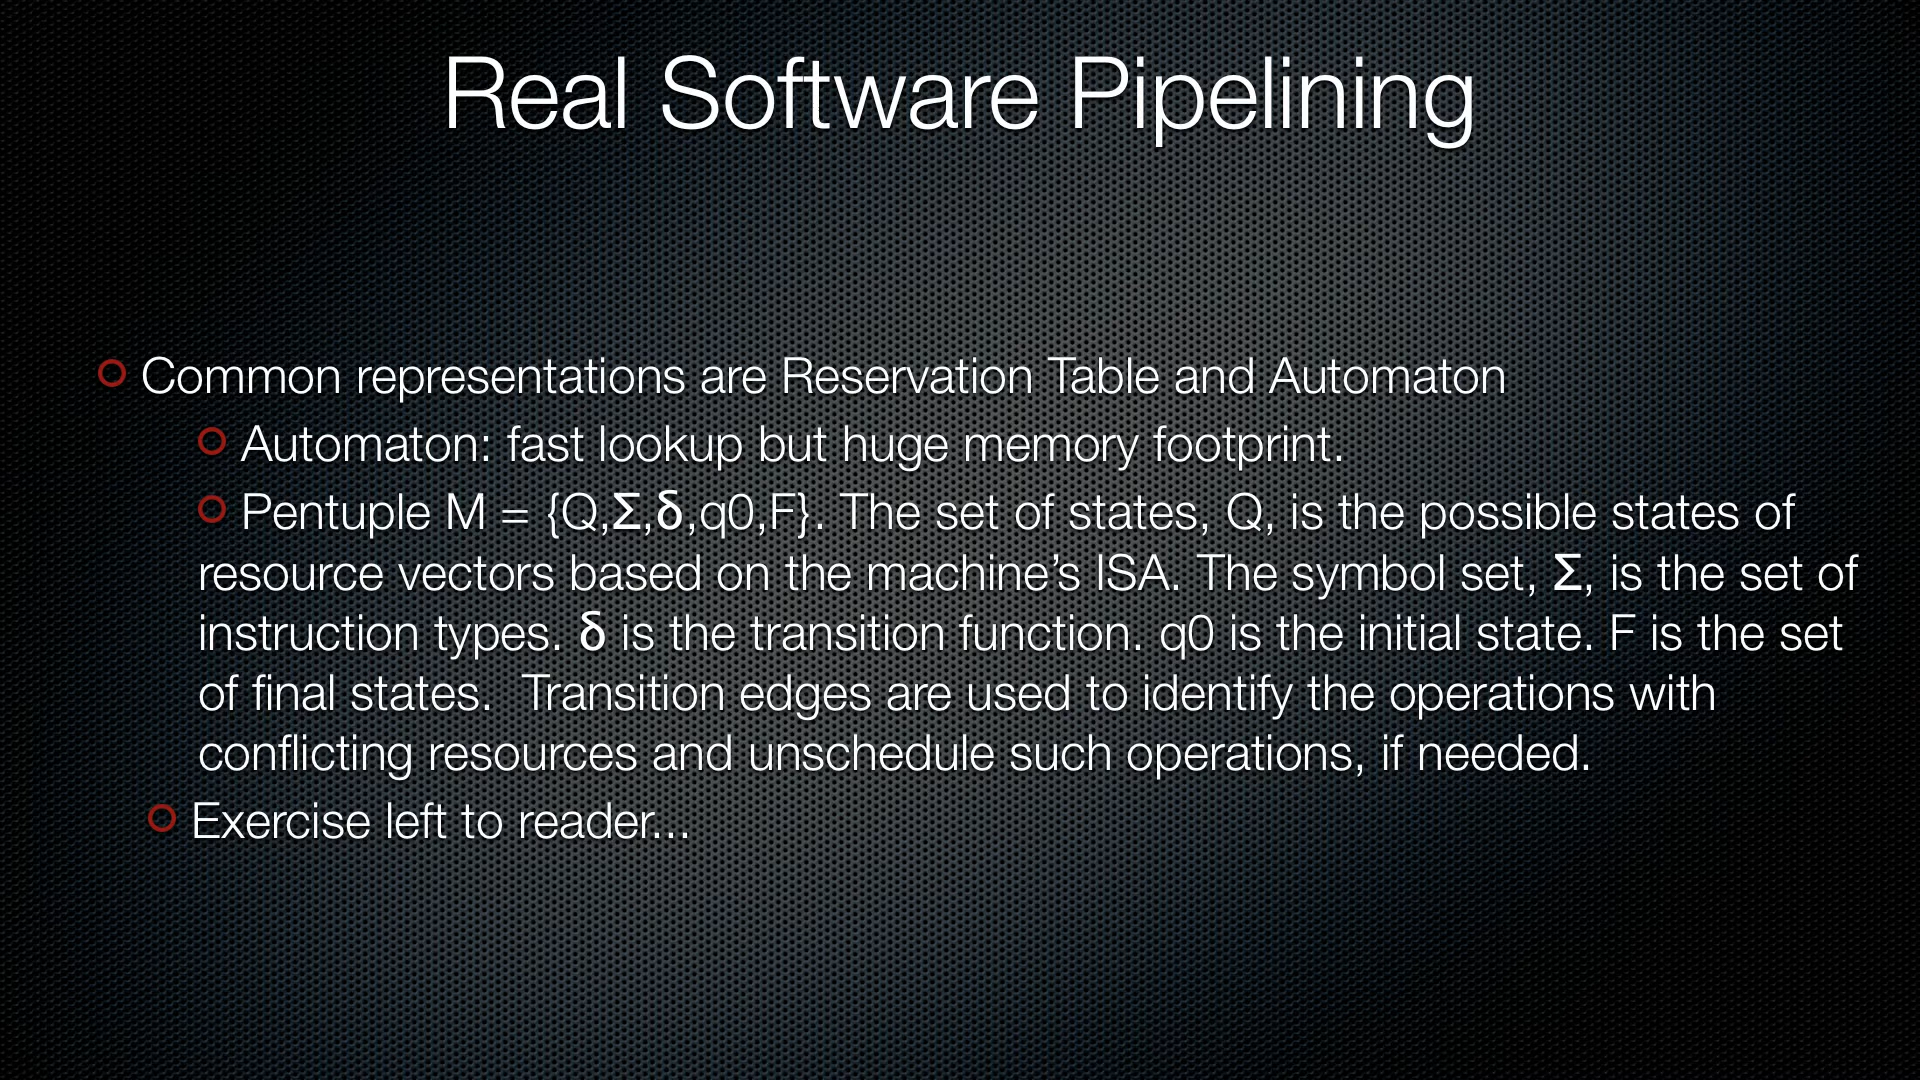 Real Software Pipelining
Common representations are Reservation Table and Automaton
Automaton: fast lookup but huge memory footprint.
Pentuple M = {Q,Σ,δ,q0,F}. The set of states, Q, is the possible states of
resource vectors based on the machine’s ISA. The symbol set, Σ, is the set of
instruction types. δ is the transition function. q0 is the initial state. F is the set
of final states.  Transition edges are used to identify the operations with
conflicting resources and unschedule such operations, if needed.
Exercise left to reader...